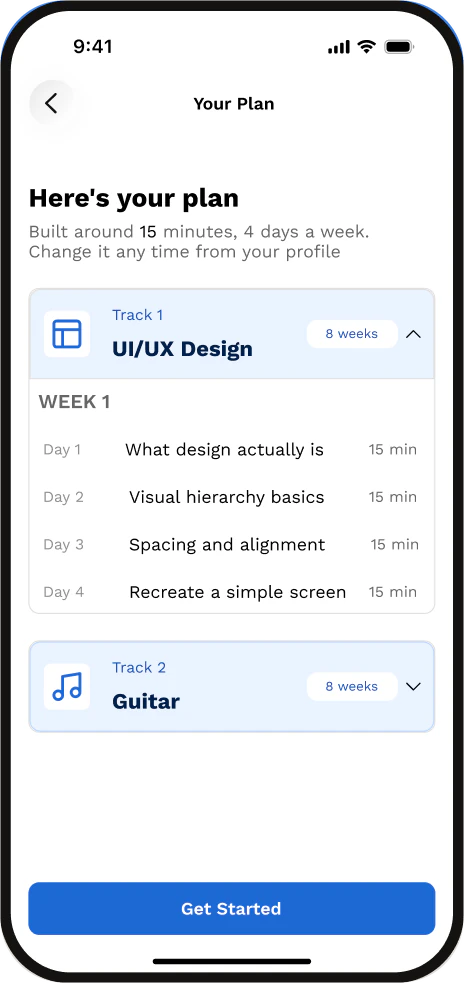 9:41
Your Plan
Here's your plan
Built around 15 minutes, 4 days a week.
Change it any time from your profile
Track 1
UI/UX Design
8 weeks
WEEK 1
Day 1 What design actually is 15 min
Day 2 Visual hierarchy basics 15 min
Day 3 Spacing and alignment 15 min
Day 4 Recreate a simple screen 15 min
Track 2
Guitar
8 weeks
Get Started